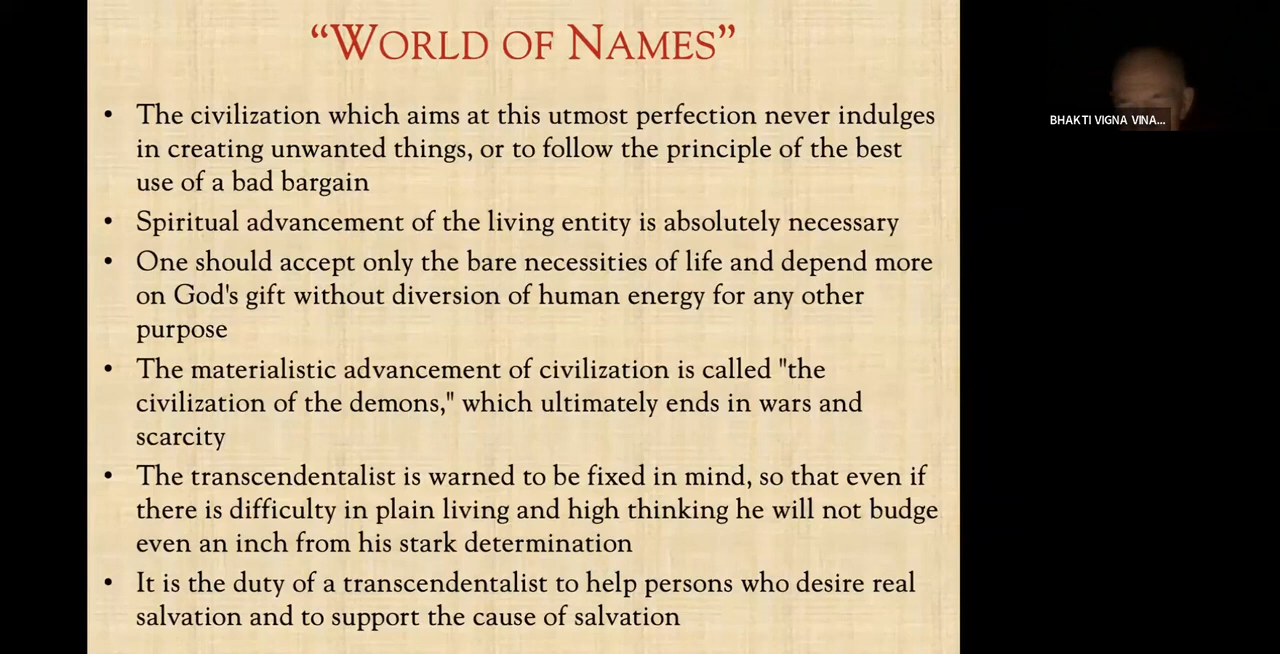 “WORLD OF NAMES”
• The civilization which aims at this utmost perfection never indulges
in creating unwanted things, or to follow the principle of the best
use of a bad bargain
• Spiritual advancement of the living entity is absolutely necessary
• One should accept only the bare necessities of life and depend more
on God's gift without diversion of human energy for any other
purpose
• The materialistic advancement of civilization is called "the
civilization of the demons," which ultimately ends in wars and
scarcity
• The transcendentalist is warned to be fixed in mind, so that even if
there is difficulty in plain living and high thinking he will not budge
even an inch from his stark determination
• It is the duty of a transcendentalist to help persons who desire real
salvation and to support the cause of salvation
BHAKTI VIGNA VINA...